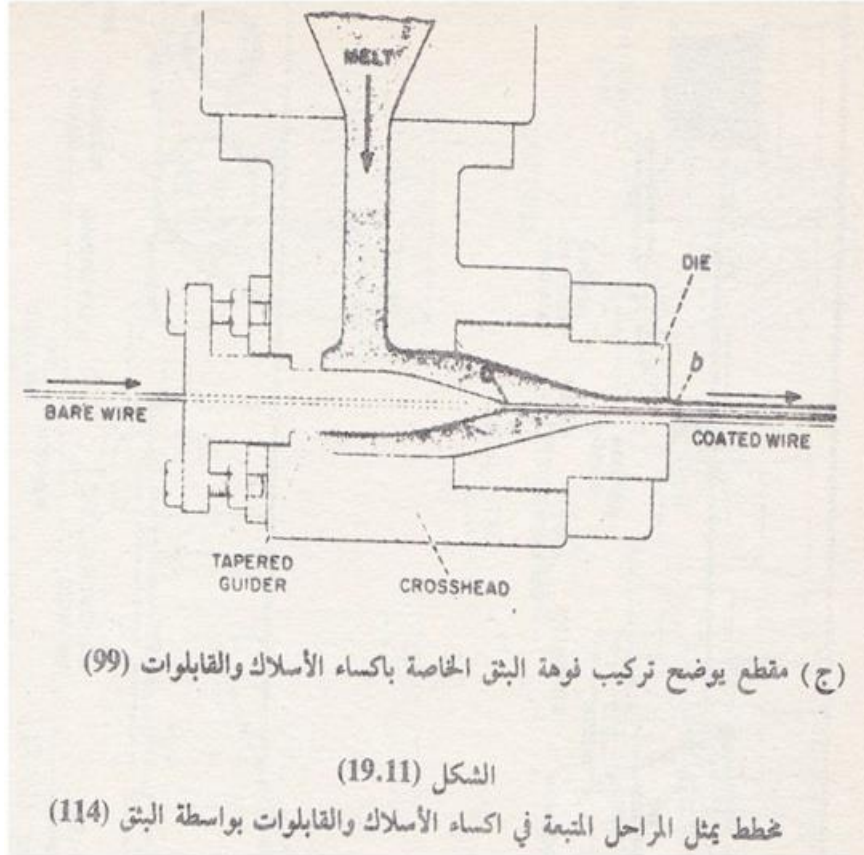 MELT
DIE
a
b
BARE WIRE
COATED WIRE
TAPERED
GUIDER
CROSSHEAD
(ج) مقطع يوضح تركيب فوهة البثق الخاصة باكساء الأسلاك والقابلوات (99)
الشكل (19.11)
مخطط يمثل المراحل المتبعة في اكساء الأسلاك والقابلوات بواسطة البثق (114)